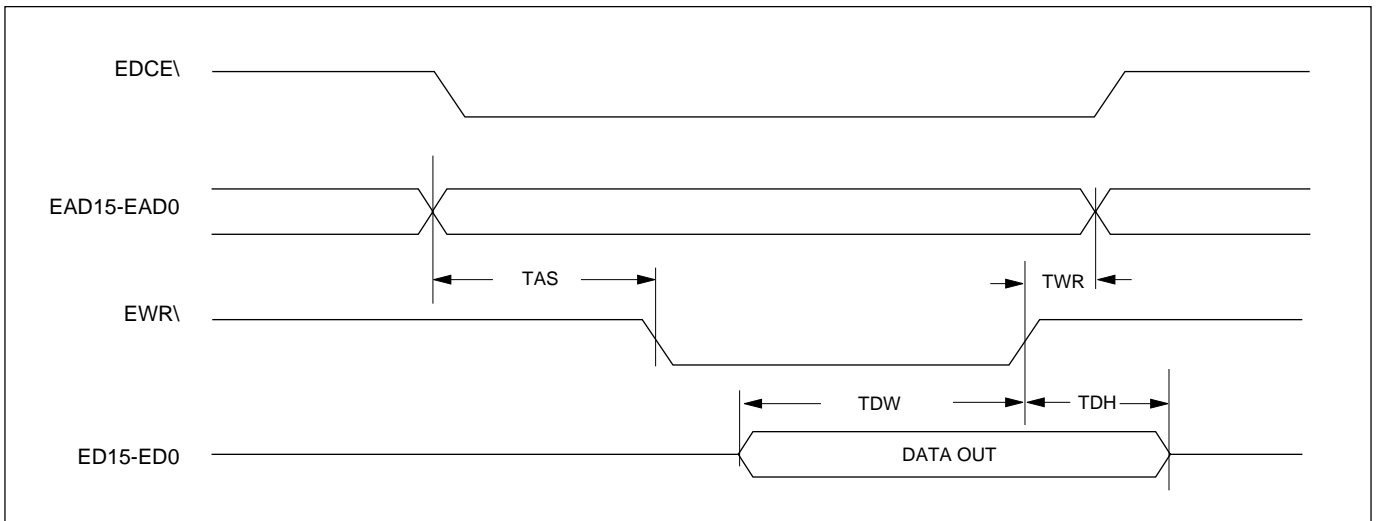 EDCE\
EAD15-EAD0
TAS
TWR
EWR\
TDW
TDH
ED15-ED0
DATA OUT